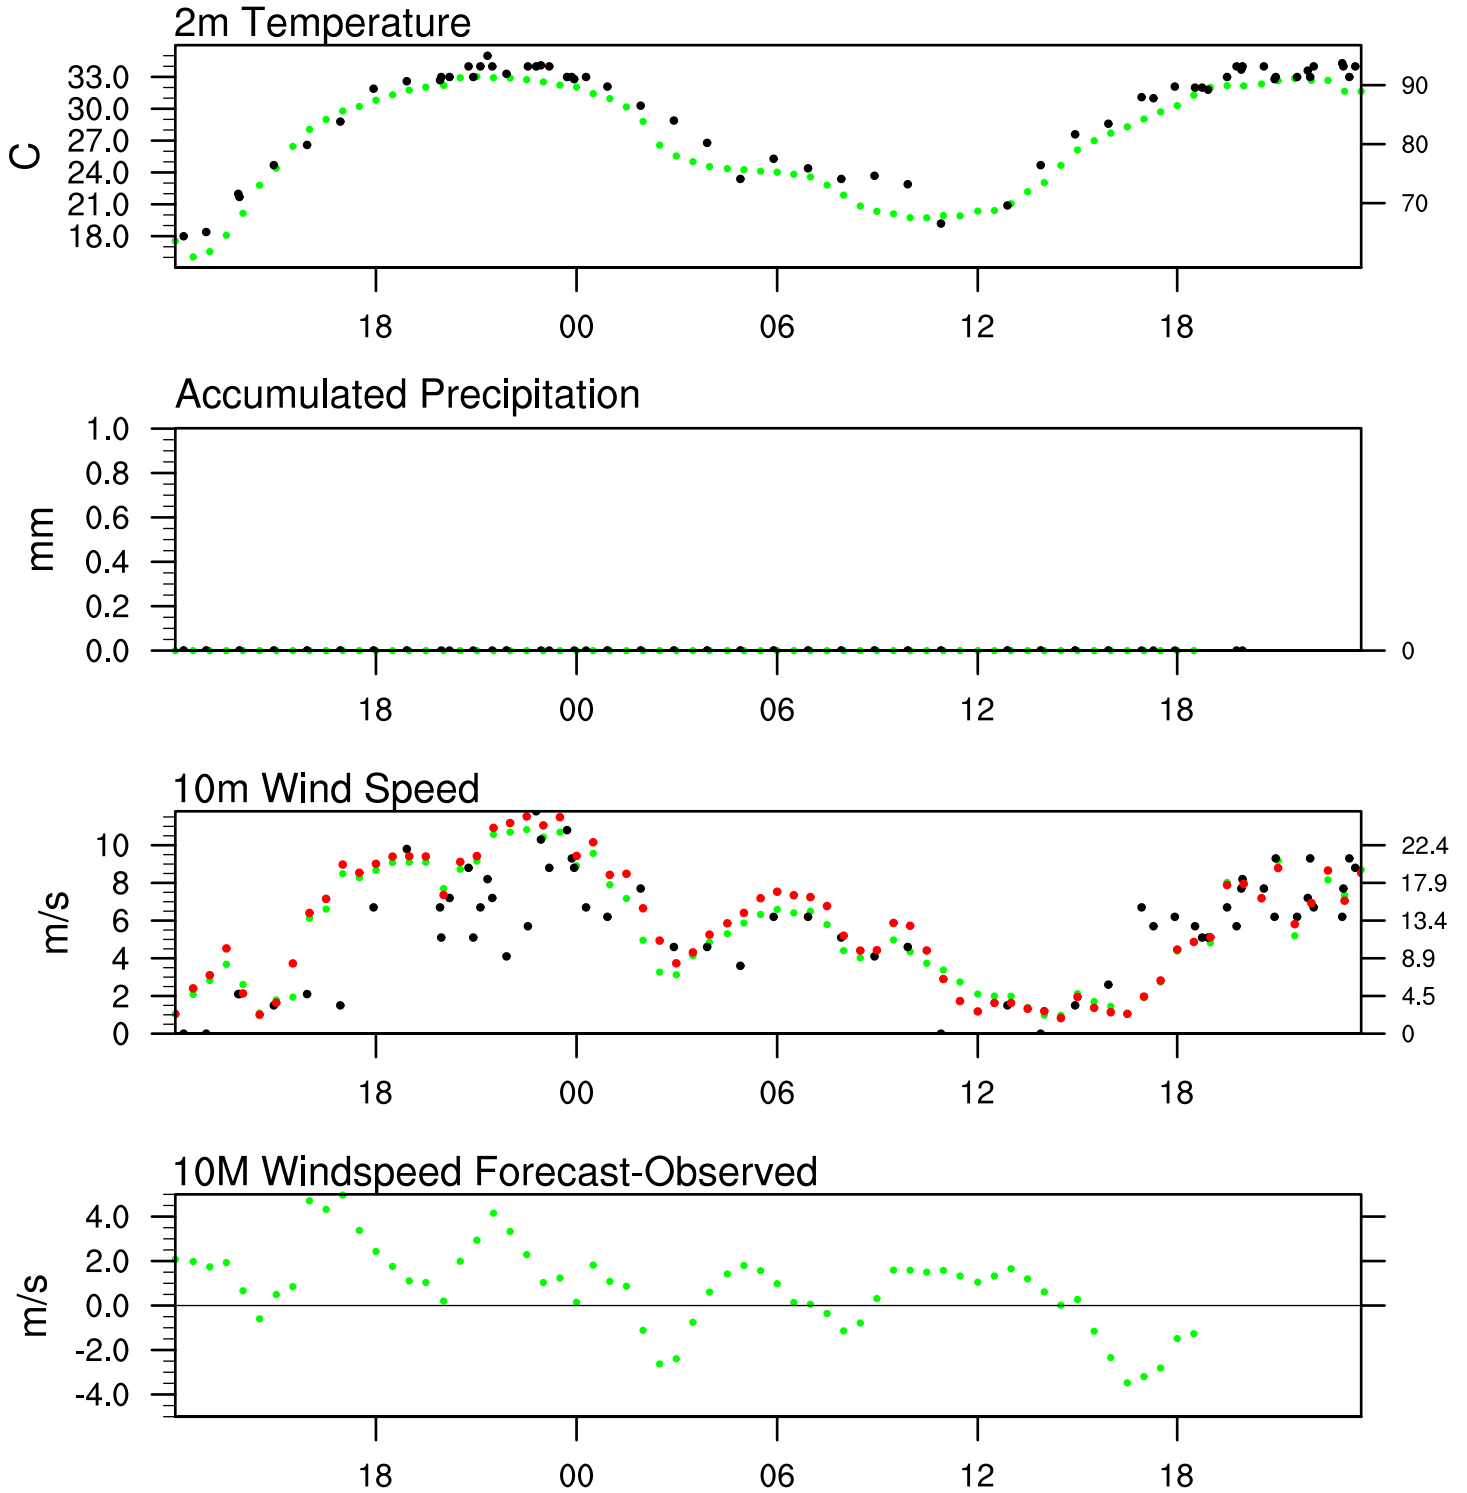 2m Temperature
33.0
30.0
27.0
24.0
21.0
18.0
C
90
80
70
18 00 06 12 18
Accumulated Precipitation
1.0
0.8
0.6
0.4
0.2
0.0
mm
0
18 00 06 12 18
10m Wind Speed
10
8
6
4
2
0
m/s
22.4
17.9
13.4
8.9
4.5
0
18 00 06 12 18
10M Windspeed Forecast-Observed
4.0
2.0
0.0
-2.0
-4.0
m/s
18 00 06 12 18